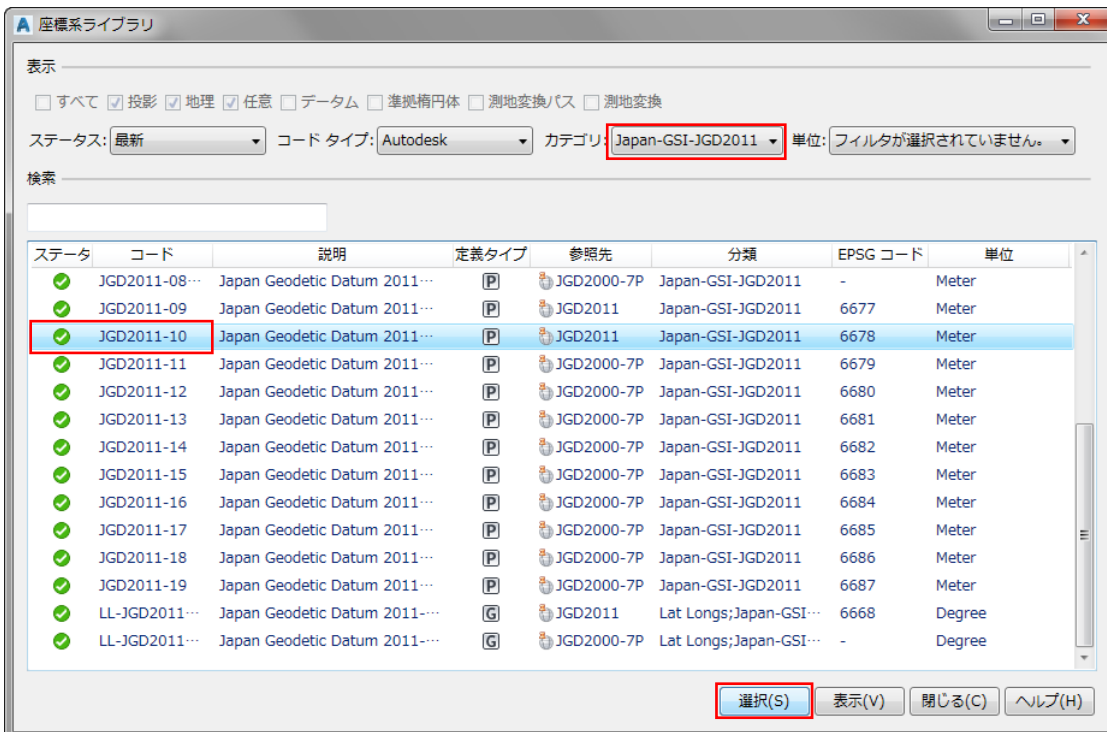 座標系ライブラリ
表示
すべて 投影 地理 任意 データム 準拠楕円体 測地変換パス 測地変換
ステータス: 最新 コード タイプ: Autodesk カテゴリ: Japan-GSI-JGD2011 単位: フィルタが選択されていません。
検索
ステータ コード 説明 定義タイプ 参照先 分類 EPSG コード 単位
JGD2011-08… Japan Geodetic Datum 2011… P JGD2000-7P Japan-GSI-JGD2011 - Meter
JGD2011-09 Japan Geodetic Datum 2011… P JGD2011 Japan-GSI-JGD2011 6677 Meter
JGD2011-10 Japan Geodetic Datum 2011… P JGD2011 Japan-GSI-JGD2011 6678 Meter
JGD2011-11 Japan Geodetic Datum 2011… P JGD2000-7P Japan-GSI-JGD2011 6679 Meter
JGD2011-12 Japan Geodetic Datum 2011… P JGD2000-7P Japan-GSI-JGD2011 6680 Meter
JGD2011-13 Japan Geodetic Datum 2011… P JGD2000-7P Japan-GSI-JGD2011 6681 Meter
JGD2011-14 Japan Geodetic Datum 2011… P JGD2000-7P Japan-GSI-JGD2011 6682 Meter
JGD2011-15 Japan Geodetic Datum 2011… P JGD2000-7P Japan-GSI-JGD2011 6683 Meter
JGD2011-16 Japan Geodetic Datum 2011… P JGD2000-7P Japan-GSI-JGD2011 6684 Meter
JGD2011-17 Japan Geodetic Datum 2011… P JGD2000-7P Japan-GSI-JGD2011 6685 Meter
JGD2011-18 Japan Geodetic Datum 2011… P JGD2000-7P Japan-GSI-JGD2011 6686 Meter
JGD2011-19 Japan Geodetic Datum 2011… P JGD2000-7P Japan-GSI-JGD2011 6687 Meter
LL-JGD2011… Japan Geodetic Datum 2011-… G JGD2011 Lat Longs;Japan-GSI… 6668 Degree
LL-JGD2011… Japan Geodetic Datum 2011-… G JGD2000-7P Lat Longs;Japan-GSI… - Degree
選択(S) 表示(V) 閉じる(C) ヘルプ(H)